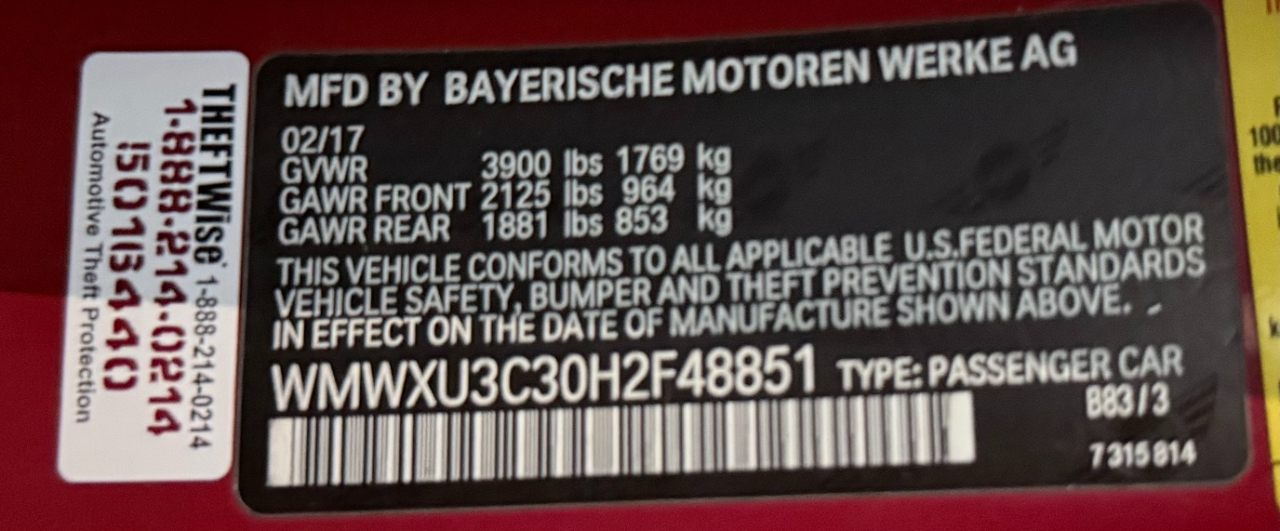 THEFTWise 1-888-214-0214
1-888-214-0214
Automotive Theft Protection
MFD BY BAYERISCHE MOTOREN WERKE AG
02/17
GVWR 3900 lbs 1769 kg
GAWR FRONT 2125 lbs 964 kg
GAWR REAR 1881 lbs 853 kg
THIS VEHICLE CONFORMS TO ALL APPLICABLE U.S.FEDERAL MOTOR
VEHICLE SAFETY, BUMPER AND THEFT PREVENTION STANDARDS
IN EFFECT ON THE DATE OF MANUFACTURE SHOWN ABOVE.
WMWXU3C30H2F48851 TYPE: PASSENGER CAR
B83/3
7315814
100